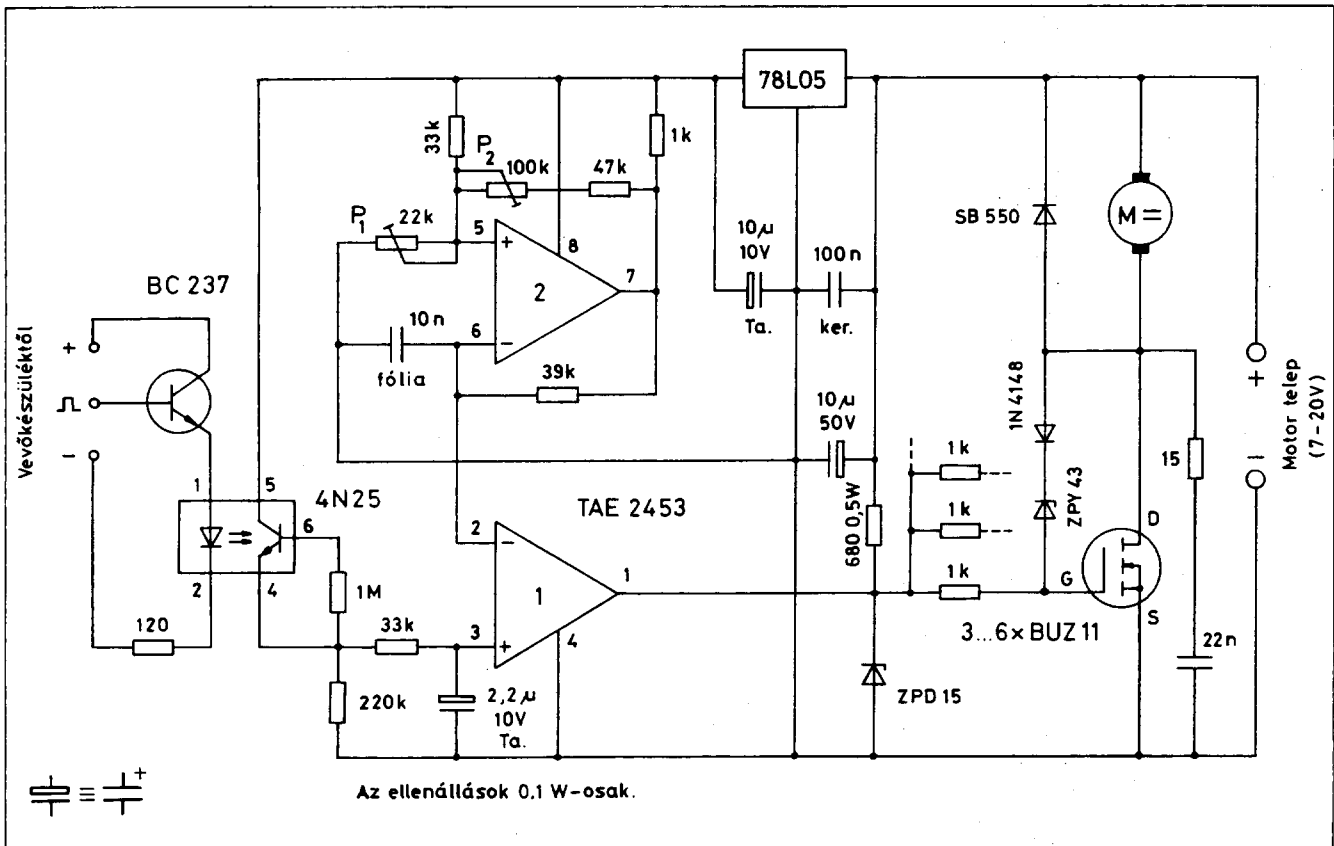 78L05
33k
P2
100k
47k
1k
P1
22k
5
+
8
7
2
6
−
10n
fólia
39k
10μ
10V
Ta.
100n
ker.
SB 550
M=
BC 237
Vevőkészüléktől
+
−
1
5
4N25
6
2
4
120
1M
33k
220k
2,2μ
10V
Ta.
TAE 2453
2
−
1
1
3
+
4
10μ
50V
680 0,5W
1k
1k
1k
1N4148
ZPY 43
15
D
G
S
3...6×BUZ11
22n
ZPD 15
+
−
Motor telep
(7-20V)
≡
+
Az ellenállások 0,1 W-osak.